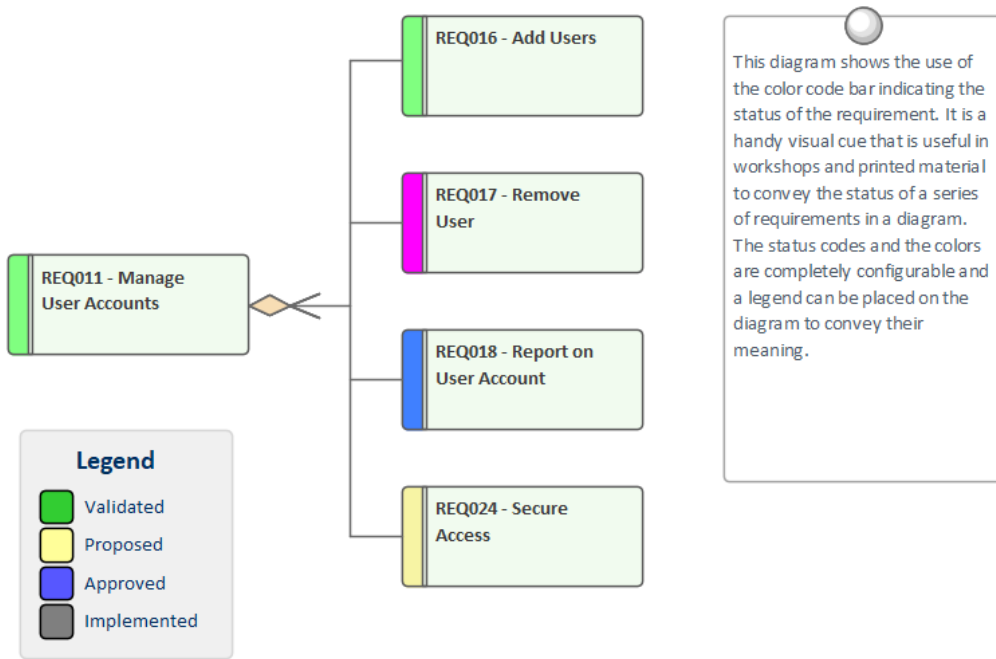 REQ016 - Add Users
REQ017 - Remove
User
REQ011 - Manage
User Accounts
REQ018 - Report on
User Account
REQ024 - Secure
Access
Legend
Validated
Proposed
Approved
Implemented
This diagram shows the use of
the color code bar indicating the
status of the requirement. It is a
handy visual cue that is useful in
workshops and printed material
to convey the status of a series
of requirements in a diagram.
The status codes and the colors
are completely configurable and
a legend can be placed on the
diagram to convey their
meaning.